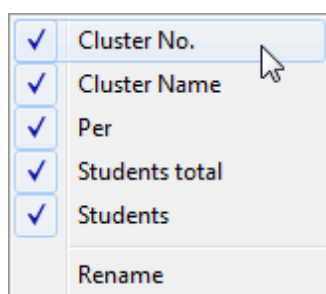 Cluster No.
Cluster Name
Per
Students total
Students
Rename